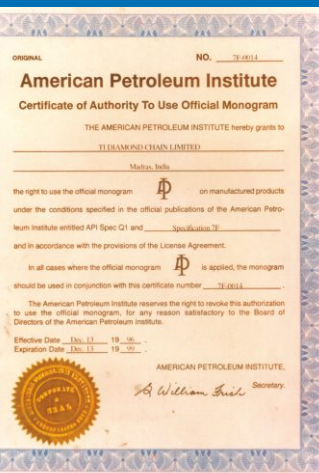 ORIGINAL NO. 7F-0014
American Petroleum Institute
Certificate of Authority To Use Official Monogram
THE AMERICAN PETROLEUM INSTITUTE hereby grants to
TI DIAMOND CHAIN LIMITED
Madras, India
the right to use the official monogram on manufactured products
under the conditions specified in the official publications of the American Petro-
leum Institute entitled API Spec Q1 and Specification 7F
and in accordance with the provisions of the License Agreement.
In all cases where the official monogram is applied, the monogram
should be used in conjunction with this certificate number 7F-0014.
The American Petroleum Institute reserves the right to revoke this authorization
to use the official monogram, for any reason satisfactory to the Board of
Directors of the American Petroleum Institute.
Effective Date Dec. 13 19 96.
Expiration Date Dec. 13 19 99.
AMERICAN PETROLEUM INSTITUTE,
Secretary.
CORPORATE
SEAL